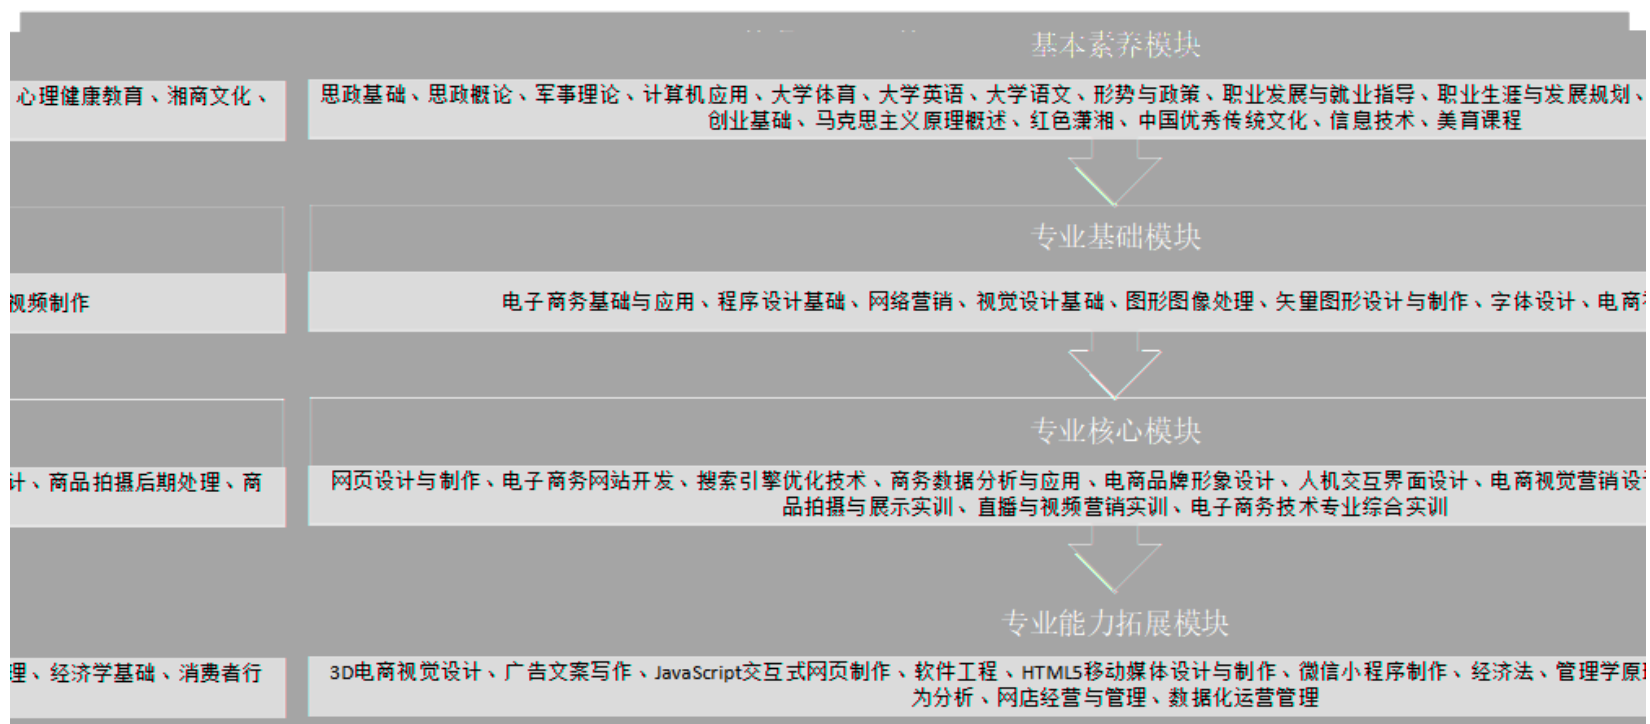 基本素养模块
心理健康教育、湘商文化、
思政基础、思政概论、军事理论、计算机应用、大学体育、大学英语、大学语文、形势与政策、职业发展与就业指导、职业生涯与发展规划、
创业基础、马克思主义原理概述、红色潇湘、中国优秀传统文化、信息技术、美育课程
专业基础模块
视频制作
电子商务基础与应用、程序设计基础、网络营销、视觉设计基础、图形图像处理、矢量图形设计与制作、字体设计、电商视
专业核心模块
计、商品拍摄后期处理、商
网页设计与制作、电子商务网站开发、搜索引擎优化技术、商务数据分析与应用、电商品牌形象设计、人机交互界面设计、电商视觉营销设计
品拍摄与展示实训、直播与视频营销实训、电子商务技术专业综合实训
专业能力拓展模块
理、经济学基础、消费者行
3D电商视觉设计、广告文案写作、JavaScript交互式网页制作、软件工程、HTML5移动媒体设计与制作、微信小程序制作、经济法、管理学原理
为分析、网店经营与管理、数据化运营管理